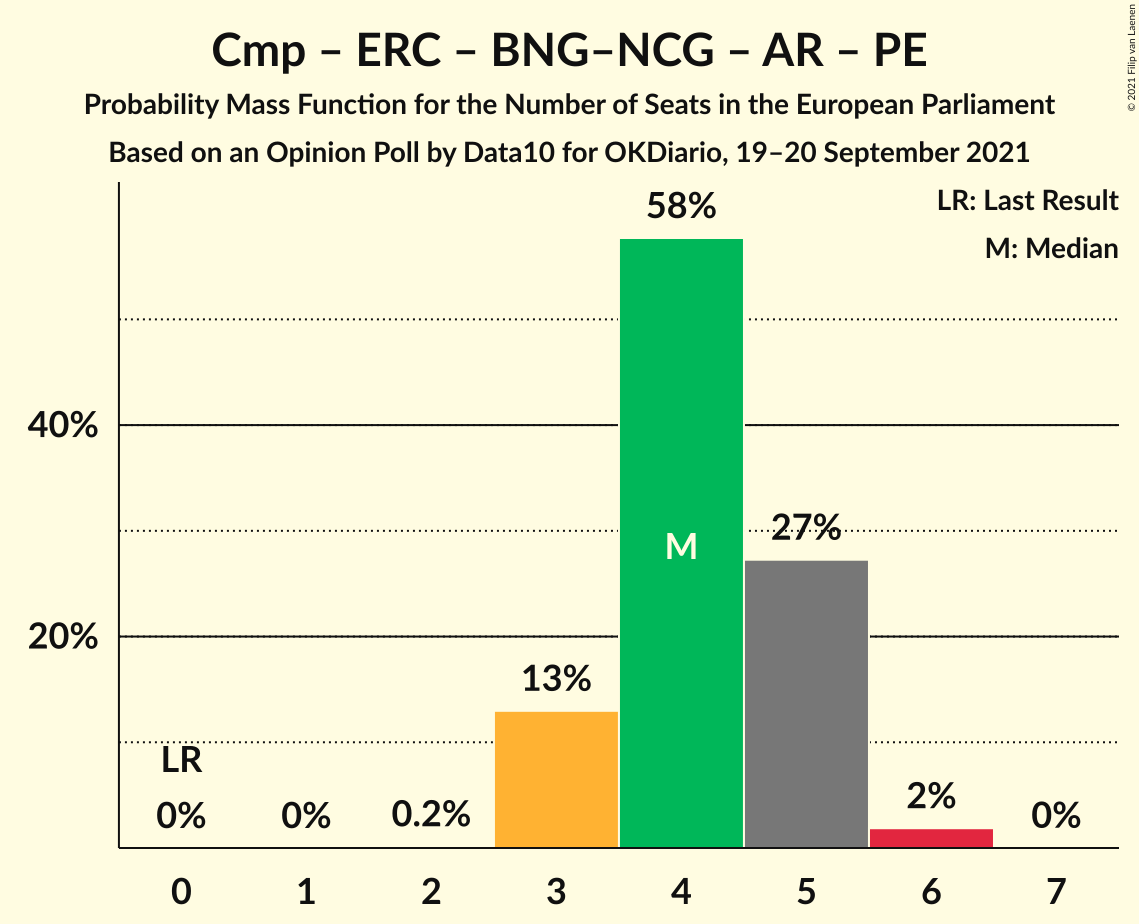 Cmp – ERC – BNG–NCG – AR – PE
Probability Mass Function for the Number of Seats in the European Parliament
Based on an Opinion Poll by Data10 for OKDiario, 19–20 September 2021
© 2021 Filip van Laenen
LR: Last Result
M: Median
58%
40%
27%
M
20%
13%
LR
0%
0%
0.2%
2%
0%
0 1 2 3 4 5 6 7